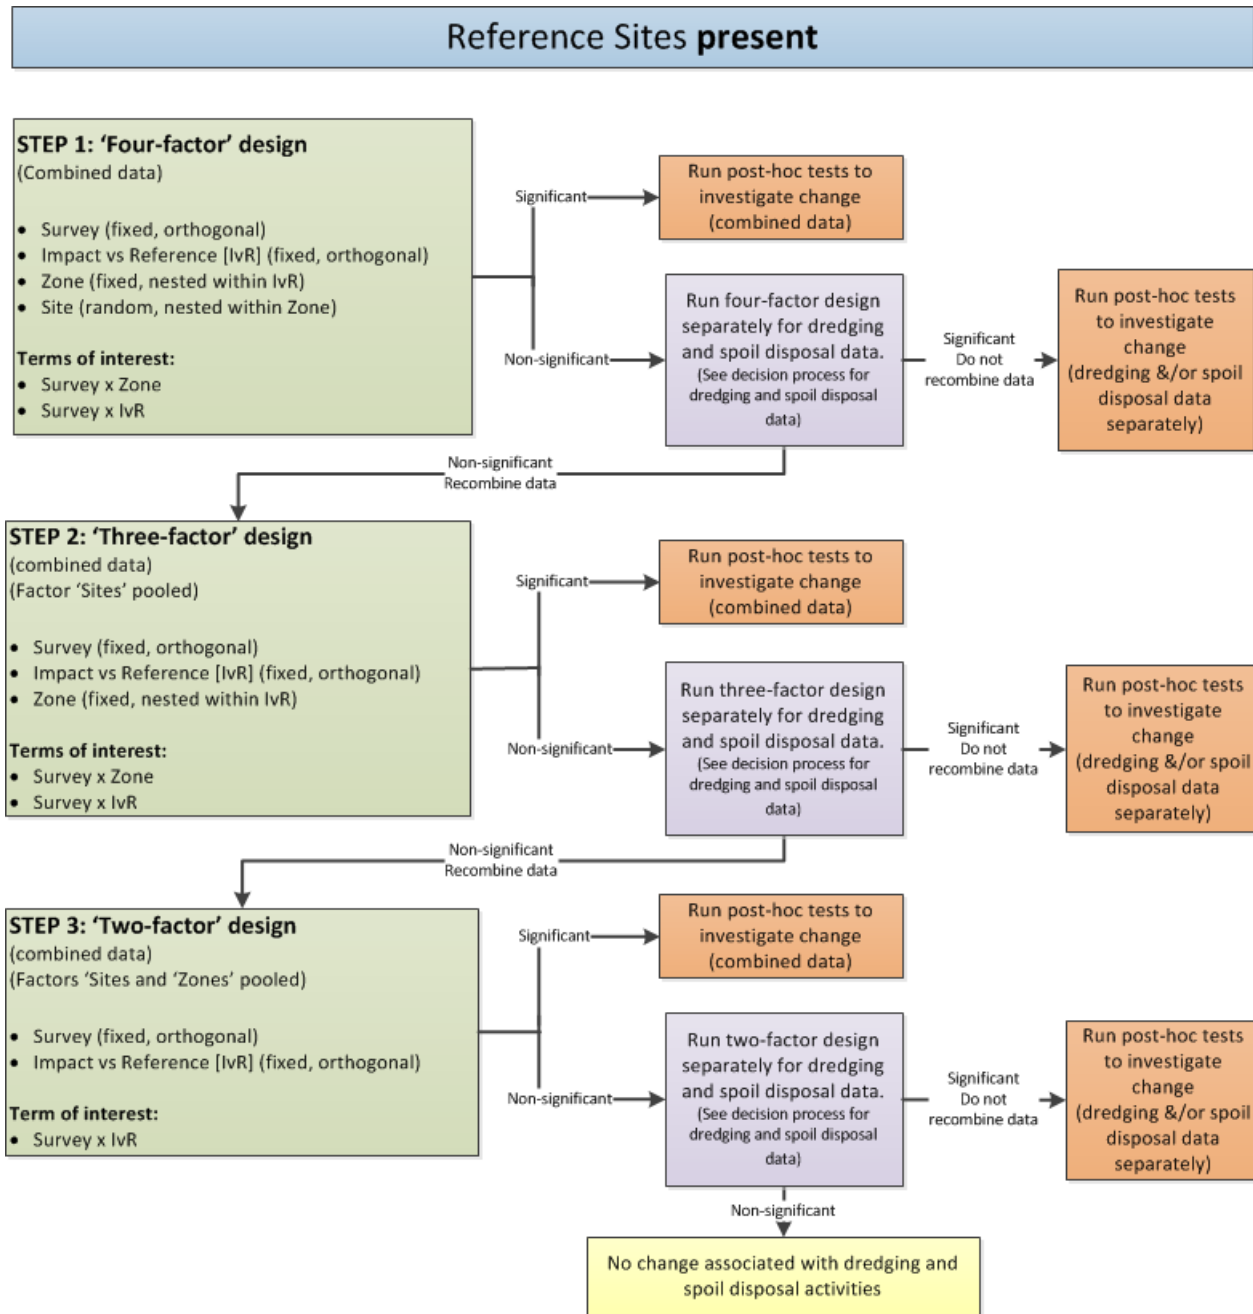 Reference Sites present
STEP 1: ‘Four-factor’ design
(Combined data)
• Survey (fixed, orthogonal)
• Impact vs Reference [IvR] (fixed, orthogonal)
• Zone (fixed, nested within IvR)
• Site (random, nested within Zone)
Terms of interest:
• Survey x Zone
• Survey x IvR
Significant
Run post-hoc tests to
investigate change
(combined data)
Non-significant
Run four-factor design
separately for dredging
and spoil disposal data.
(See decision process for
dredging and spoil disposal
data)
Significant
Do not
recombine data
Run post-hoc tests
to investigate
change
(dredging &/or spoil
disposal data
separately)
Non-significant
Recombine data
STEP 2: ‘Three-factor’ design
(combined data)
(Factor ‘Sites’ pooled)
• Survey (fixed, orthogonal)
• Impact vs Reference [IvR] (fixed, orthogonal)
• Zone (fixed, nested within IvR)
Terms of interest:
• Survey x Zone
• Survey x IvR
Significant
Run post-hoc tests to
investigate change
(combined data)
Non-significant
Run three-factor design
separately for dredging
and spoil disposal data.
(See decision process for
dredging and spoil disposal
data)
Significant
Do not
recombine data
Run post-hoc tests
to investigate
change
(dredging &/or spoil
disposal data
separately)
Non-significant
Recombine data
STEP 3: ‘Two-factor’ design
(combined data)
(Factors ‘Sites and ‘Zones’ pooled)
• Survey (fixed, orthogonal)
• Impact vs Reference [IvR] (fixed, orthogonal)
Term of interest:
• Survey x IvR
Significant
Run post-hoc tests to
investigate change
(combined data)
Non-significant
Run two-factor design
separately for dredging
and spoil disposal data.
(See decision process for
dredging and spoil disposal
data)
Significant
Do not
recombine data
Run post-hoc tests
to investigate
change
(dredging &/or spoil
disposal data
separately)
Non-significant
No change associated with dredging and
spoil disposal activities